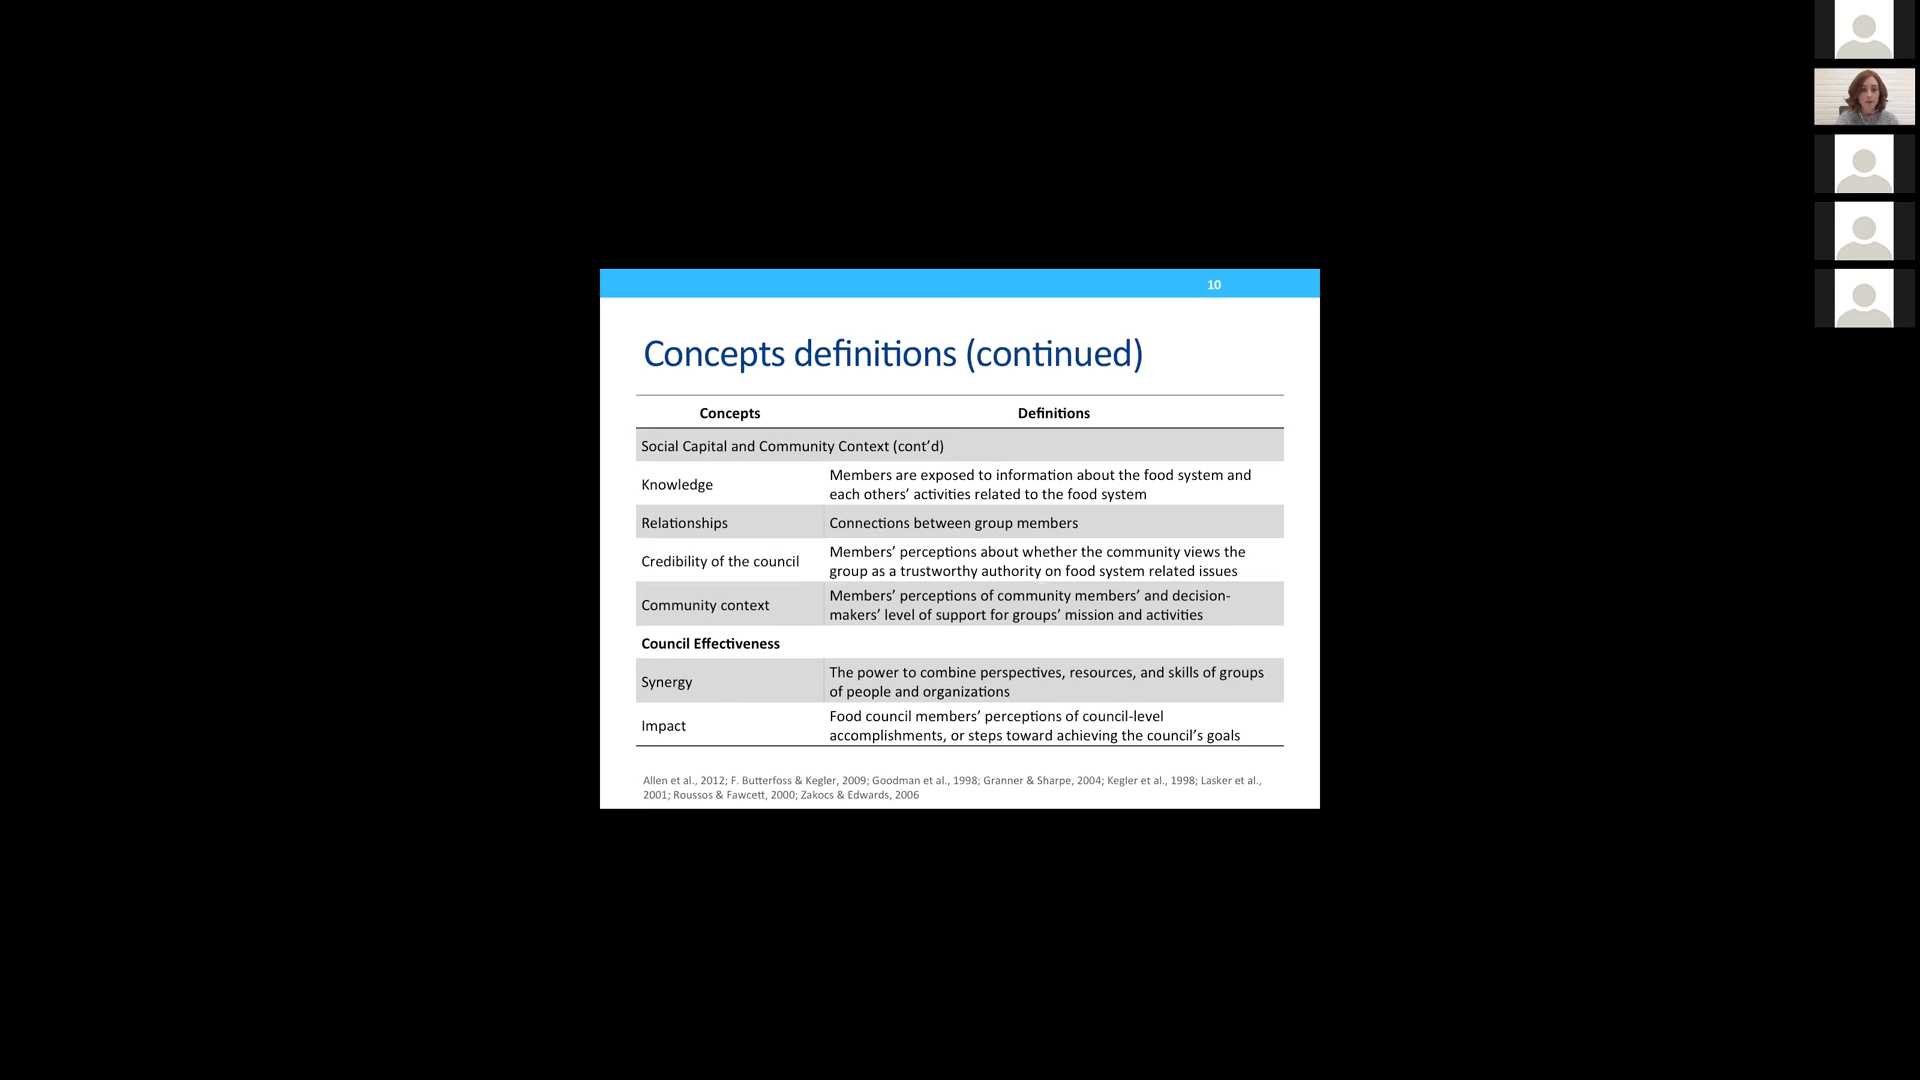 10
Concepts definitions (continued)
Concepts Definitions
Social Capital and Community Context (cont’d)
Knowledge
Members are exposed to information about the food system and
each others’ activities related to the food system
Relationships
Connections between group members
Credibility of the council
Members’ perceptions about whether the community views the
group as a trustworthy authority on food system related issues
Community context
Members’ perceptions of community members’ and decision-
makers’ level of support for groups’ mission and activities
Council Effectiveness
Synergy
The power to combine perspectives, resources, and skills of groups
of people and organizations
Impact
Food council members’ perceptions of council-level
accomplishments, or steps toward achieving the council’s goals
Allen et al., 2012; F. Butterfoss & Kegler, 2009; Goodman et al., 1998; Granner & Sharpe, 2004; Kegler et al., 1998; Lasker et al.,
2001; Roussos & Fawcett, 2000; Zakocs & Edwards, 2006